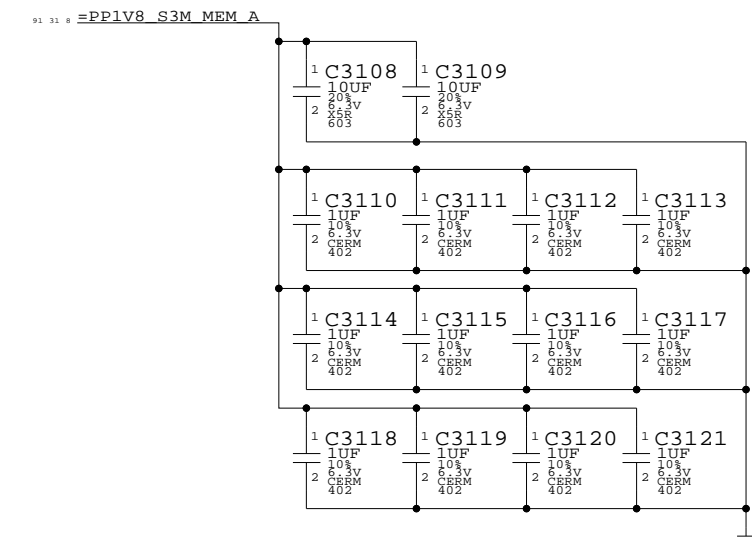 91 31 8 =PP1V8_S3M_MEM_A
1 C3108 1 C3109
10UF 10UF
20% 20%
6.3V 6.3V
2 X5R 2 X5R
603 603
1 C3110 1 C3111 1 C3112 1 C3113
1UF 1UF 1UF 1UF
10% 10% 10% 10%
6.3V 6.3V 6.3V 6.3V
2 CERM 2 CERM 2 CERM 2 CERM
402 402 402 402
1 C3114 1 C3115 1 C3116 1 C3117
1UF 1UF 1UF 1UF
10% 10% 10% 10%
6.3V 6.3V 6.3V 6.3V
2 CERM 2 CERM 2 CERM 2 CERM
402 402 402 402
1 C3118 1 C3119 1 C3120 1 C3121
1UF 1UF 1UF 1UF
10% 10% 10% 10%
6.3V 6.3V 6.3V 6.3V
2 CERM 2 CERM 2 CERM 2 CERM
402 402 402 402